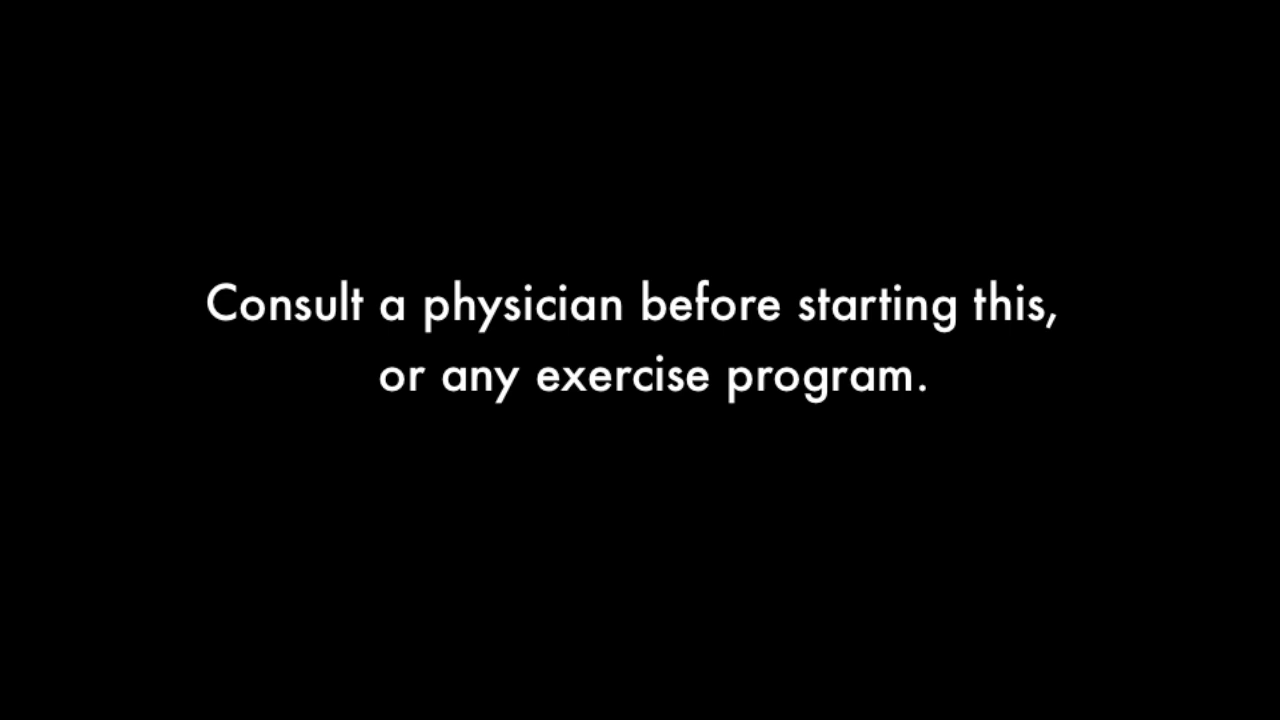 Consult a physician before starting this,
or any exercise program.